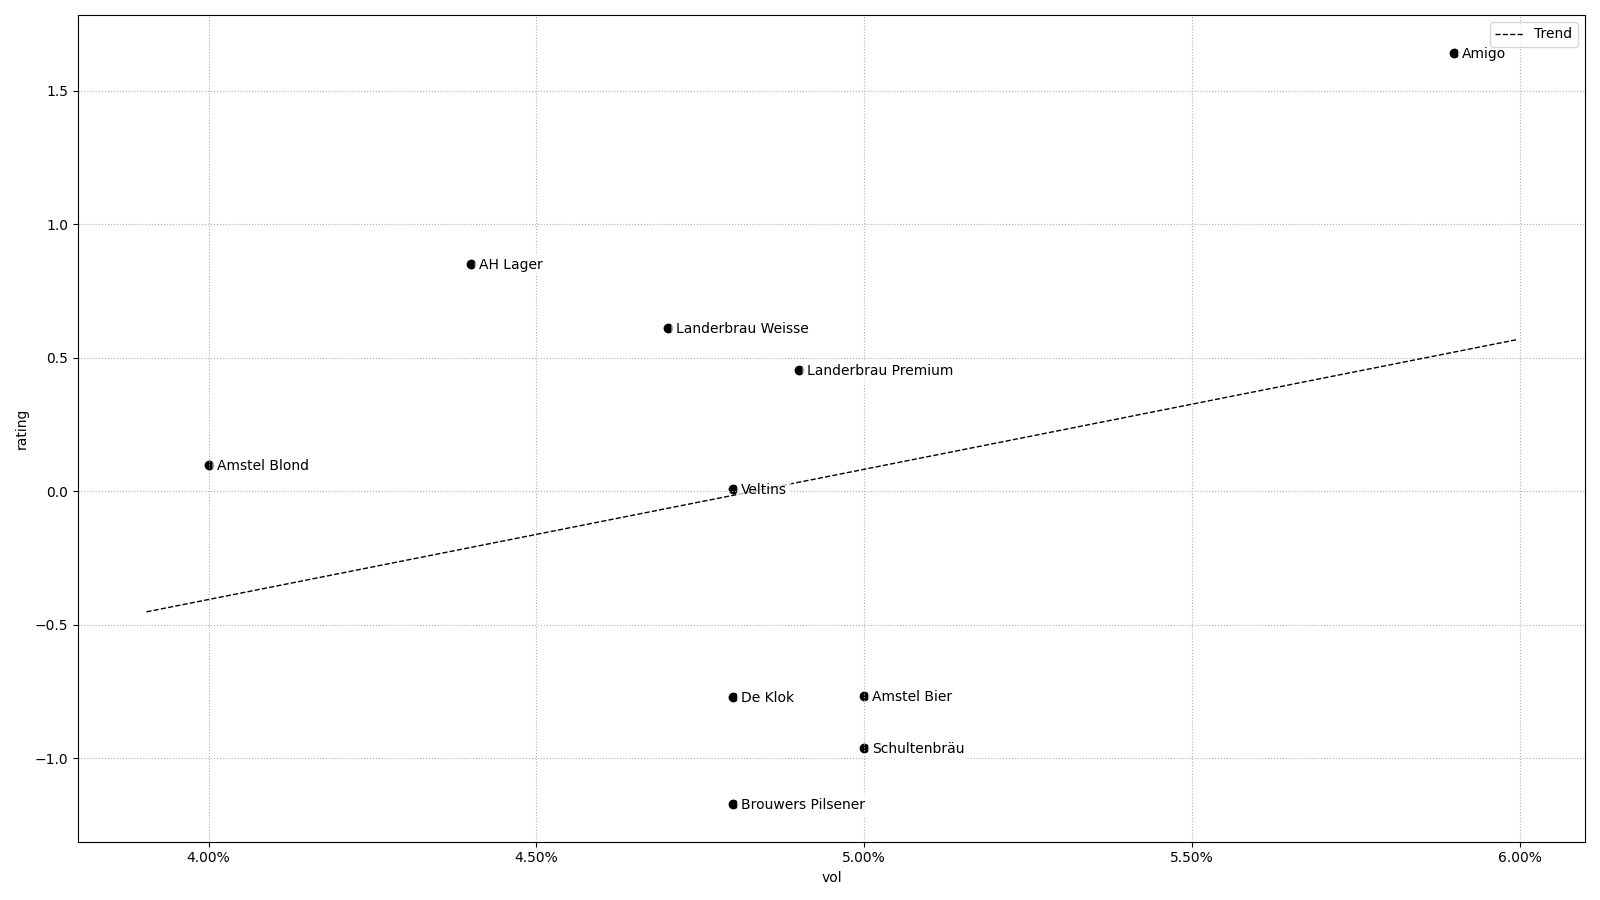 Trend
Amigo
1.5
1.0
AH Lager
Landerbrau Weisse
0.5
Landerbrau Premium
rating
Amstel Blond
0.0
Veltins
−0.5
De Klok
Amstel Bier
Schultenbräu
−1.0
Brouwers Pilsener
4.00% 4.50% 5.00% 5.50% 6.00%
vol